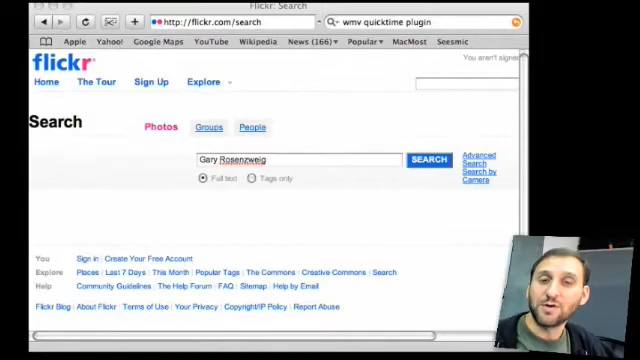 Flickr: Search
http://flickr.com/search
wmv quicktime plugin
Apple Yahoo! Google Maps YouTube Wikipedia News (166) Popular MacMost Seesmic
flickr
You aren't signed
Home The Tour Sign Up Explore
Search Photos Groups People
Gary Rosenzweig SEARCH
Advanced Search
Search by Camera
Full text Tags only
You Sign in | Create Your Free Account
Explore Places | Last 7 Days | This Month | Popular Tags | The Commons | Creative Commons | Search
Help Community Guidelines | The Help Forum | FAQ | Sitemap | Help by Email
Flickr Blog | About Flickr | Terms of Use | Your Privacy | Copyright/IP Policy | Report Abuse